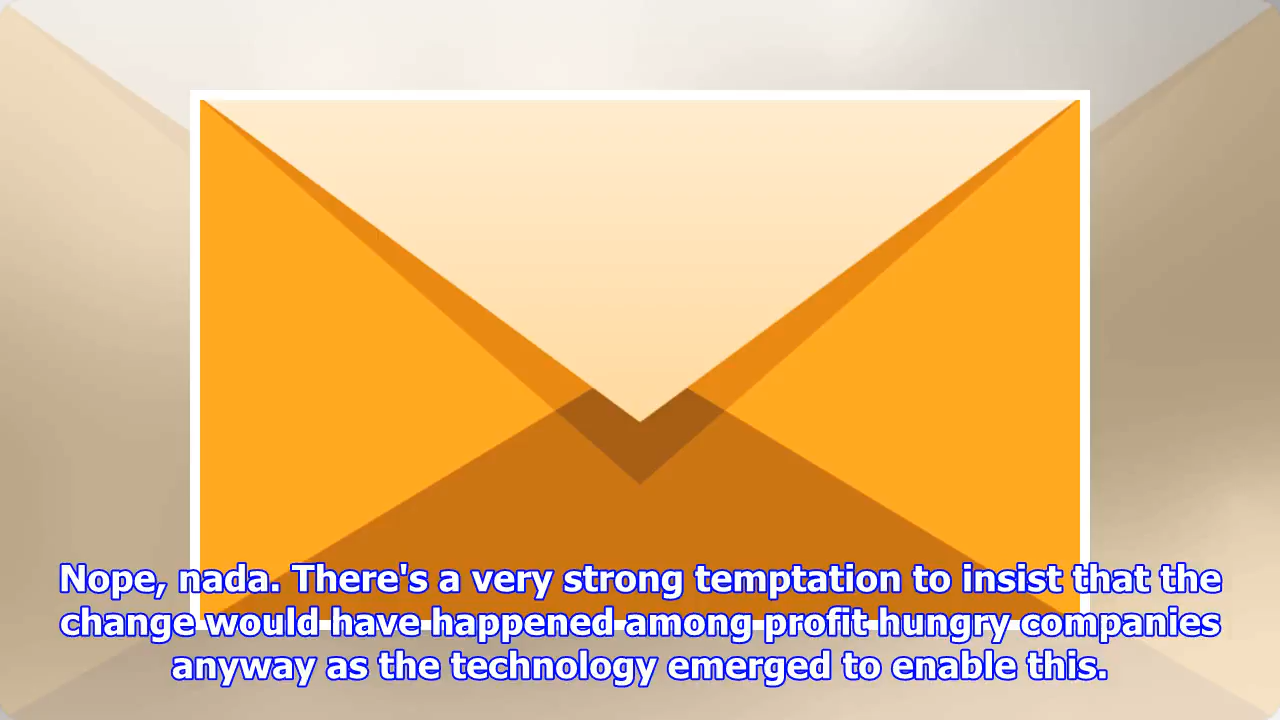 Nope, nada. There's a very strong temptation to insist that the
change would have happened among profit hungry companies
anyway as the technology emerged to enable this.